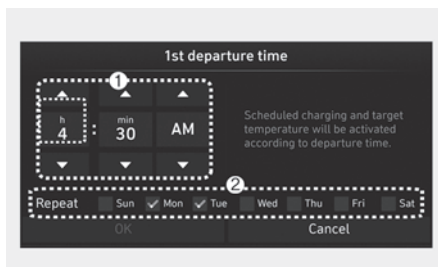 1st departure time
1
h
min
4 : 30 AM
Scheduled charging and target
temperature will be activated
according to departure time.
2
Repeat Sun Mon Tue Wed Thu Fri Sat
OK Cancel